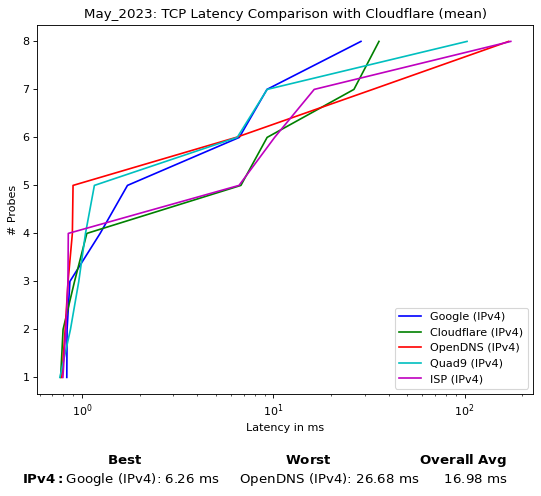 May_2023: TCP Latency Comparison with Cloudflare (mean)
8
7
6
5
4
3
2
1
# Probes
Google (IPv4)
Cloudflare (IPv4)
OpenDNS (IPv4)
Quad9 (IPv4)
ISP (IPv4)
10⁰ 10¹ 10²
Latency in ms
Best Worst Overall Avg
IPv4: Google (IPv4): 6.26 ms OpenDNS (IPv4): 26.68 ms 16.98 ms